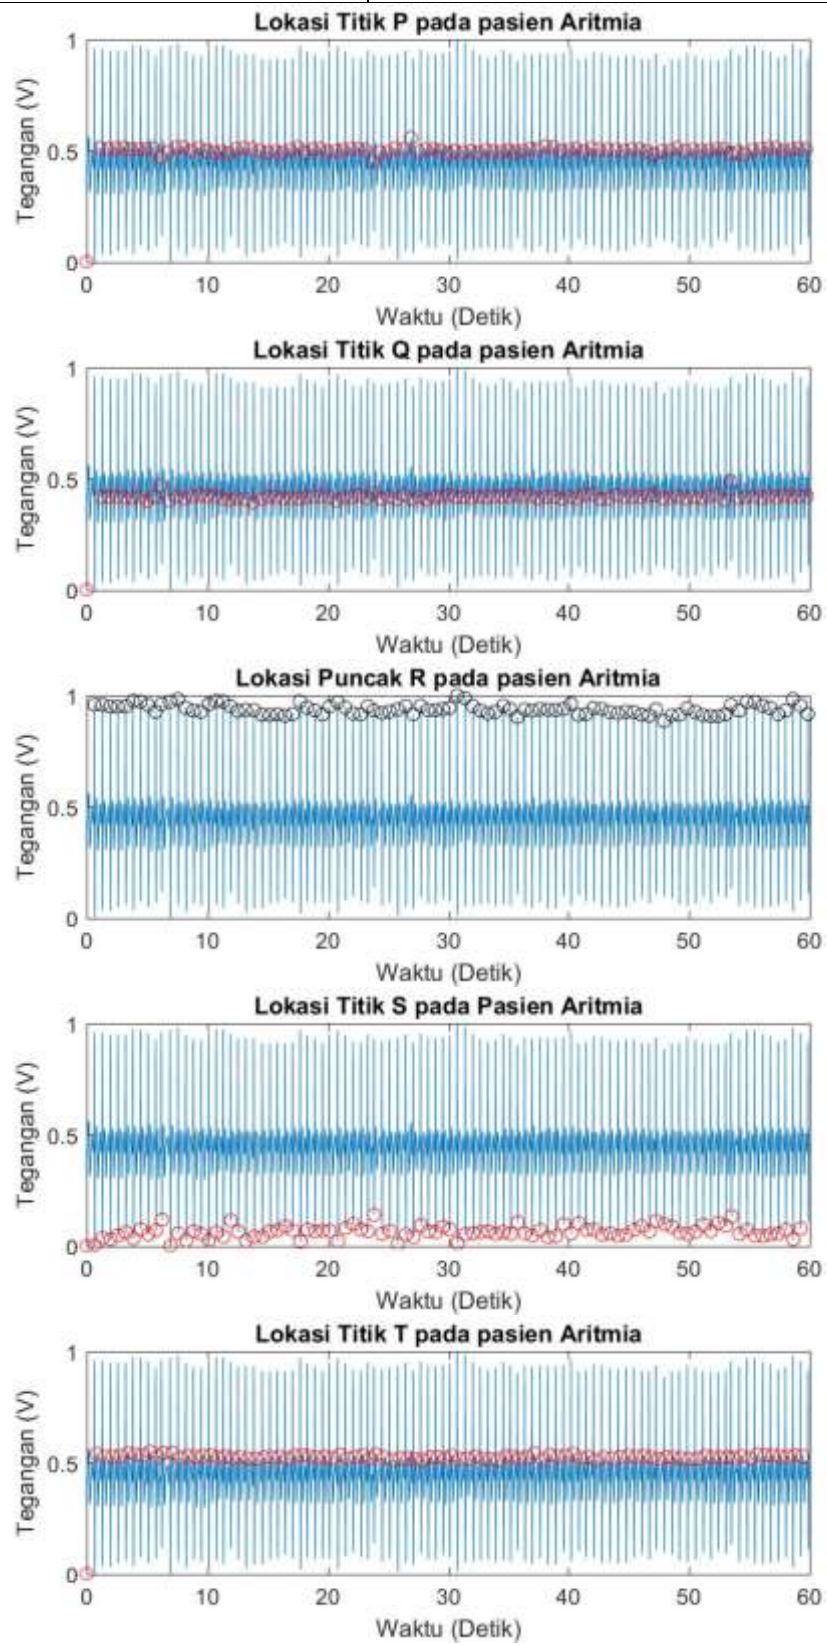 Lokasi Titik P pada pasien Aritmia
1
0.5
0
Tegangan (V)
0 10 20 30 40 50 60
Waktu (Detik)
Lokasi Titik Q pada pasien Aritmia
1
0.5
0
Tegangan (V)
0 10 20 30 40 50 60
Waktu (Detik)
Lokasi Puncak R pada pasien Aritmia
1
0.5
0
Tegangan (V)
0 10 20 30 40 50 60
Waktu (Detik)
Lokasi Titik S pada Pasien Aritmia
1
0.5
0
Tegangan (V)
0 10 20 30 40 50 60
Waktu (Detik)
Lokasi Titik T pada pasien Aritmia
1
0.5
0
Tegangan (V)
0 10 20 30 40 50 60
Waktu (Detik)